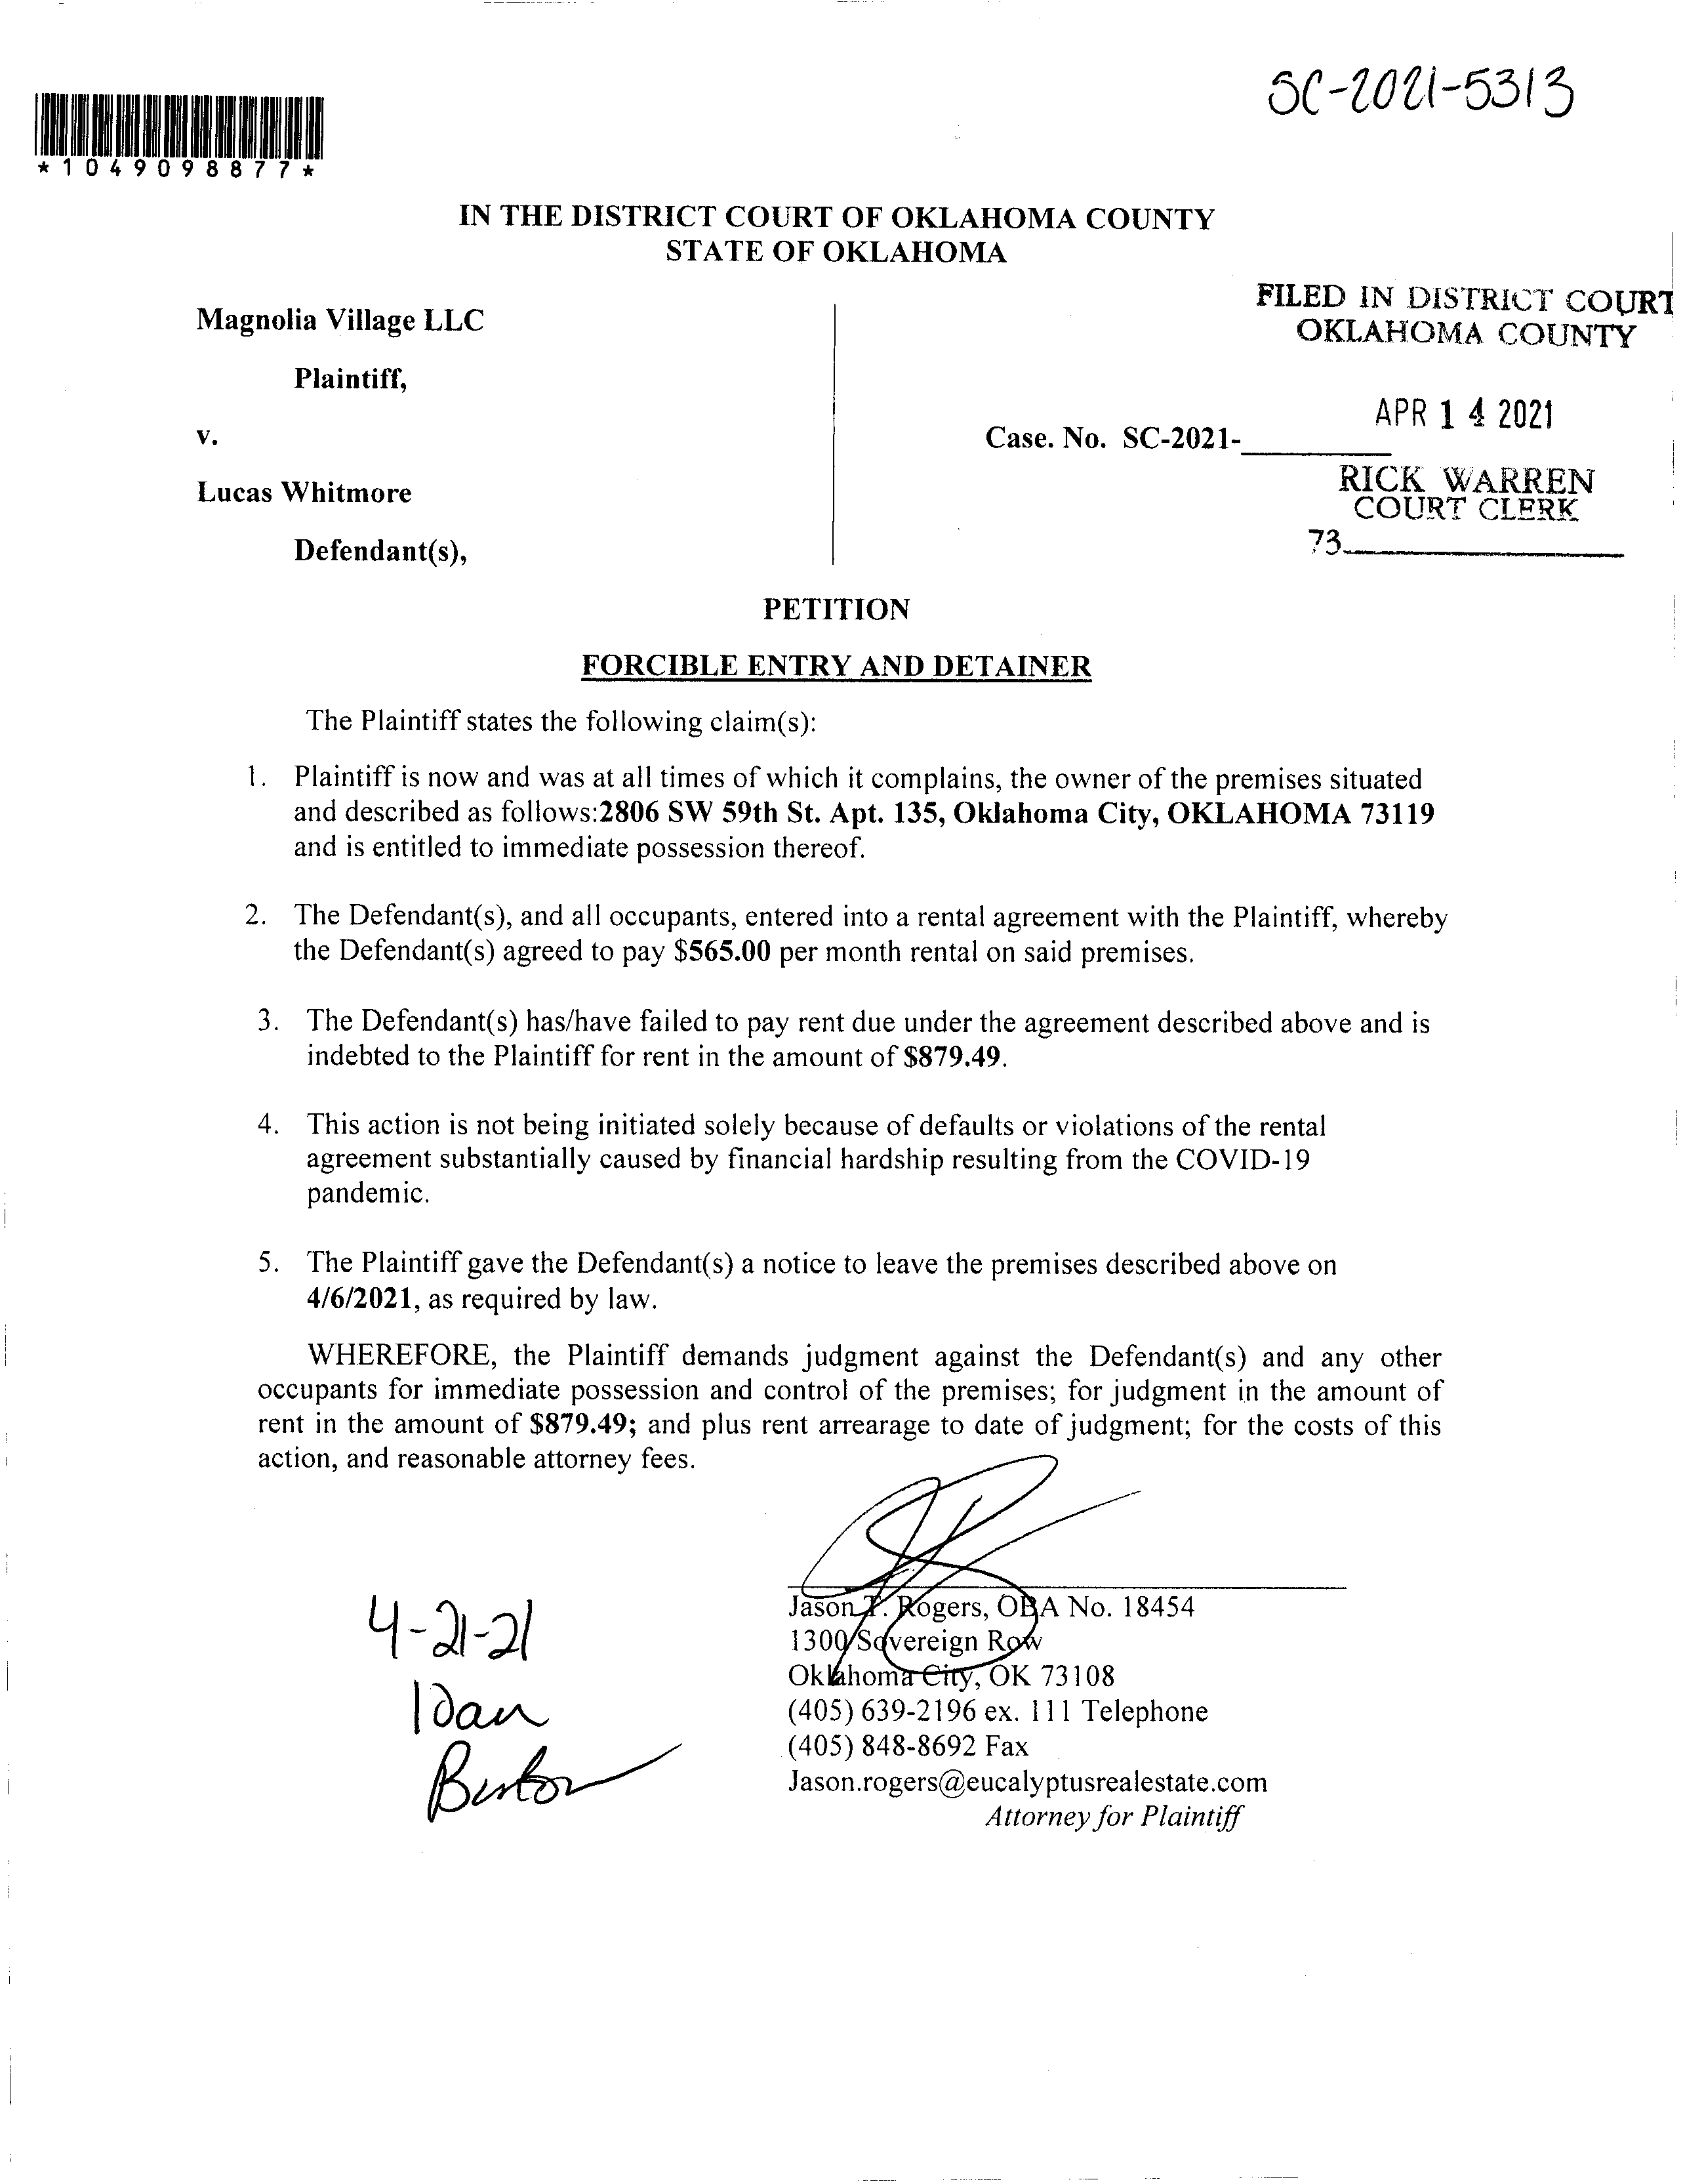 SC-2021-5313
*1049098877*
IN THE DISTRICT COURT OF OKLAHOMA COUNTY
STATE OF OKLAHOMA
FILED IN DISTRICT COURT
OKLAHOMA COUNTY
Magnolia Village LLC
Plaintiff,
APR 14 2021
v.
Case. No. SC-2021-
RICK WARREN
COURT CLERK
Lucas Whitmore
73
Defendant(s),
PETITION
FORCIBLE ENTRY AND DETAINER
The Plaintiff states the following claim(s):
1. Plaintiff is now and was at all times of which it complains, the owner of the premises situated
and described as follows:2806 SW 59th St. Apt. 135, Oklahoma City, OKLAHOMA 73119
and is entitled to immediate possession thereof.
2. The Defendant(s), and all occupants, entered into a rental agreement with the Plaintiff, whereby
the Defendant(s) agreed to pay $565.00 per month rental on said premises.
3. The Defendant(s) has/have failed to pay rent due under the agreement described above and is
indebted to the Plaintiff for rent in the amount of $879.49.
4. This action is not being initiated solely because of defaults or violations of the rental
agreement substantially caused by financial hardship resulting from the COVID-19
pandemic.
5. The Plaintiff gave the Defendant(s) a notice to leave the premises described above on
4/6/2021, as required by law.
WHEREFORE, the Plaintiff demands judgment against the Defendant(s) and any other
occupants for immediate possession and control of the premises; for judgment in the amount of
rent in the amount of $879.49; and plus rent arrearage to date of judgment; for the costs of this
action, and reasonable attorney fees.
Jason T. Rogers, OBA No. 18454
1300 Sovereign Row
Oklahoma City, OK 73108
(405) 639-2196 ex. 111 Telephone
(405) 848-8692 Fax
Jason.rogers@eucalyptusrealestate.com
Attorney for Plaintiff
4-21-21
10am